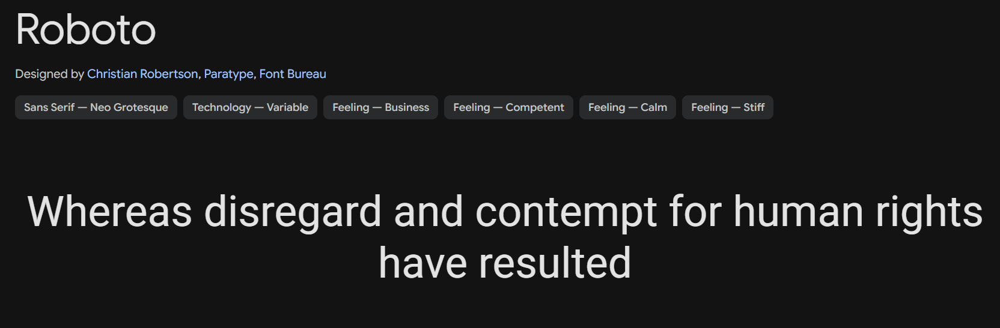 Roboto
Designed by Christian Robertson, Paratype, Font Bureau
Sans Serif — Neo Grotesque Technology — Variable Feeling — Business Feeling — Competent Feeling — Calm Feeling — Stiff
Whereas disregard and contempt for human rights
have resulted